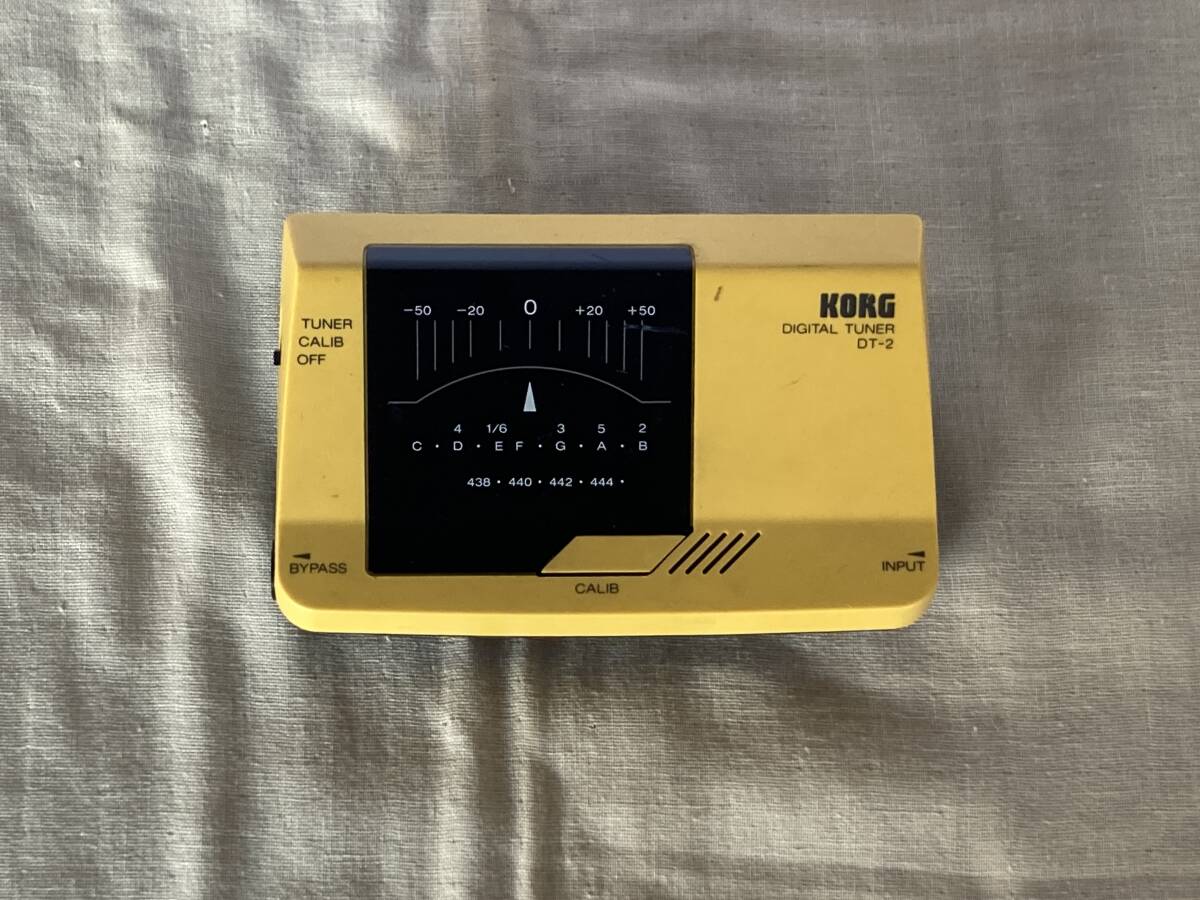 -50 -20 0 +20 +50
TUNER
CALIB
OFF
KORG
DIGITAL TUNER
DT-2
4 1/6 3 5 2
C · D · E F · G · A · B
438 · 440 · 442 · 444 ·
BYPASS
INPUT
CALIB